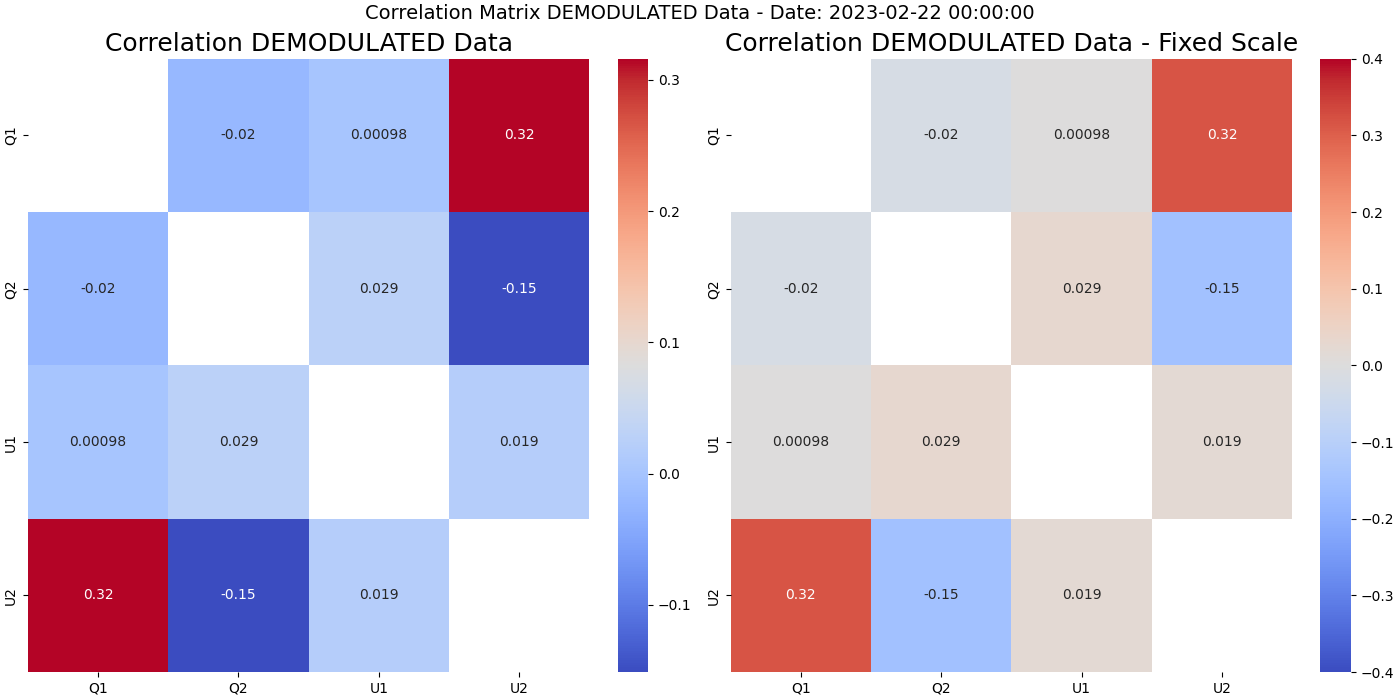 Correlation Matrix DEMODULATED Data - Date: 2023-02-22 00:00:00
Correlation DEMODULATED Data
Q1
-0.02
0.00098
0.32
Q2
-0.02
0.029
-0.15
U1
0.00098
0.029
0.019
U2
0.32
-0.15
0.019
Q1
Q2
U1
U2
0.3
0.2
0.1
0.0
−0.1
Correlation DEMODULATED Data - Fixed Scale
Q1
-0.02
0.00098
0.32
Q2
-0.02
0.029
-0.15
U1
0.00098
0.029
0.019
U2
0.32
-0.15
0.019
Q1
Q2
U1
U2
0.4
0.3
0.2
0.1
0.0
−0.1
−0.2
−0.3
−0.4